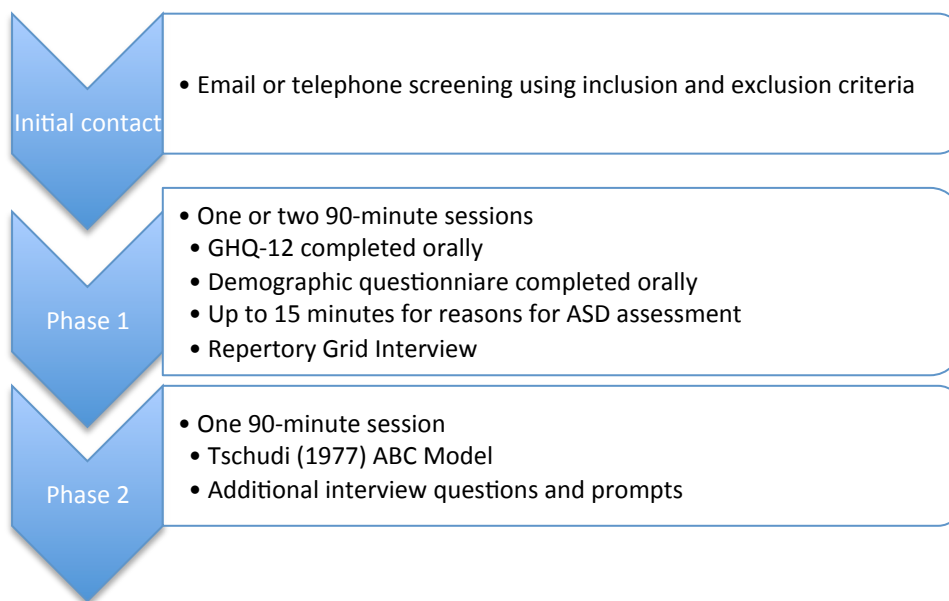 Initial contact
• Email or telephone screening using inclusion and exclusion criteria
Phase 1
• One or two 90-minute sessions
• GHQ-12 completed orally
• Demographic questionniare completed orally
• Up to 15 minutes for reasons for ASD assessment
• Repertory Grid Interview
Phase 2
• One 90-minute session
• Tschudi (1977) ABC Model
• Additional interview questions and prompts